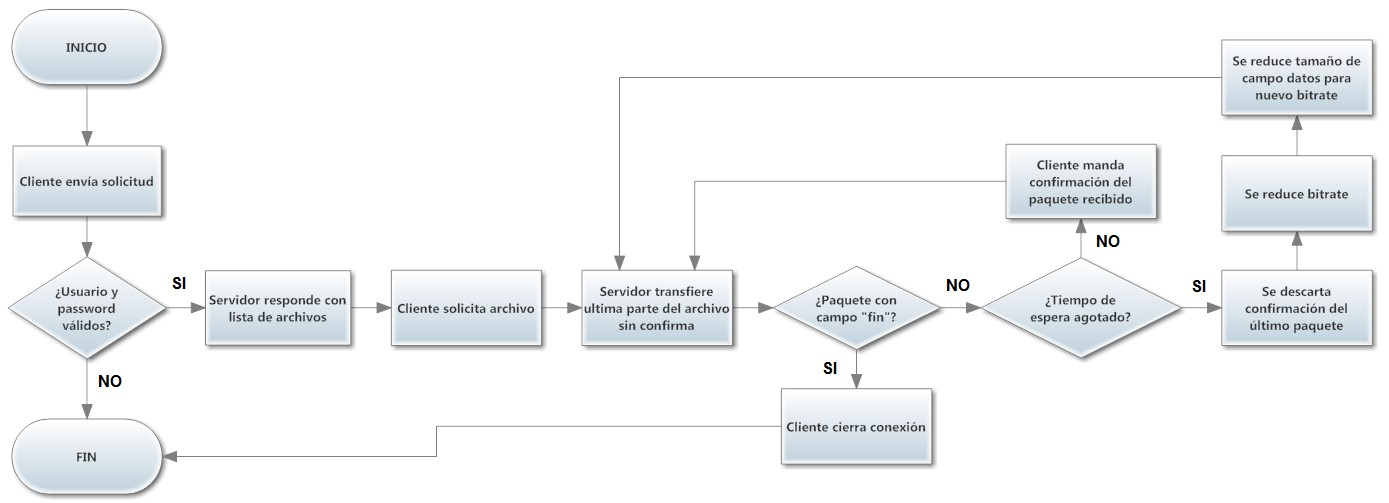 INICIO
Cliente envía solicitud
¿Usuario y
password
válidos?
SI
NO
FIN
Servidor responde con
lista de archivos
Cliente solicita archivo
Servidor transfiere
ultima parte del archivo
sin confirma
¿Paquete con
campo "fin"?
NO
SI
Cliente cierra conexión
¿Tiempo de
espera agotado?
NO
Cliente manda
confirmación del
paquete recibido
SI
Se descarta
confirmación del
último paquete
Se reduce bitrate
Se reduce tamaño de
campo datos para
nuevo bitrate